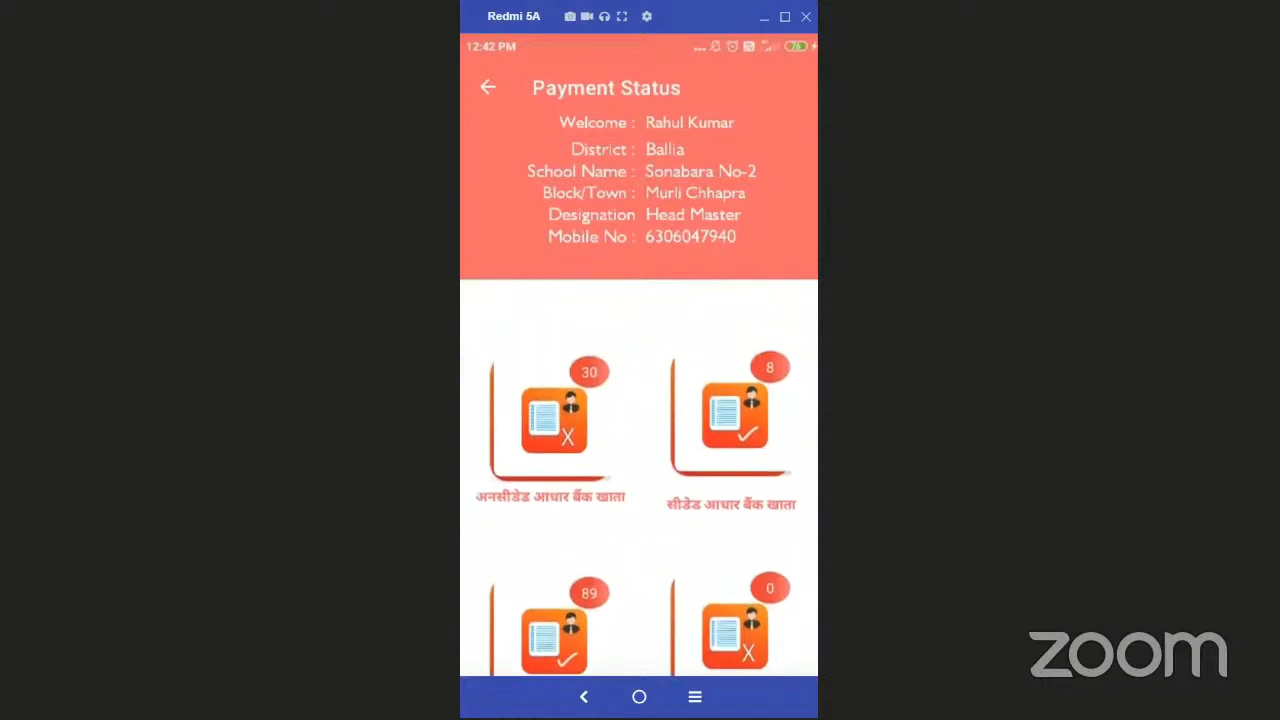 Redmi 5A
12:42 PM
76
Payment Status
Welcome : Rahul Kumar
District : Ballia
School Name : Sonabara No-2
Block/Town : Murli Chhapra
Designation Head Master
Mobile No : 6306047940
30
8
X
अनसीडेड आधार बैंक खाता
सीडेड आधार बैंक खाता
89
0
X
zoom